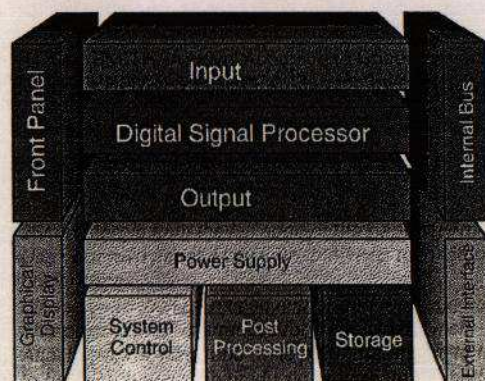 Front Panel
Input
Digital Signal Processor
Output
Internal Bus
Graphical
Display
Power Supply
System
Control
Post
Processing
Storage
External Interface